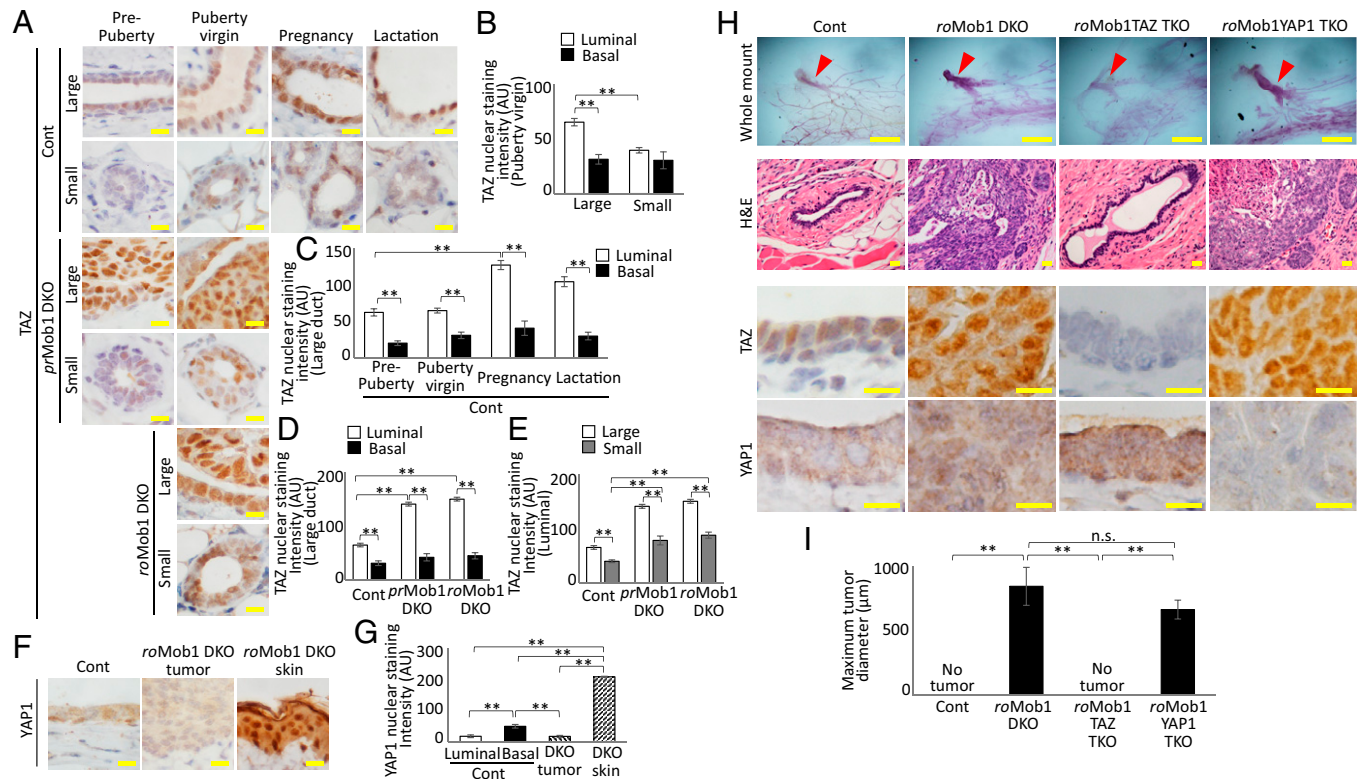 A
Pre-
Puberty
Puberty
virgin
Pregnancy
Lactation
TAZ
Cont
Large
Small
prMob1 DKO
Large
Small
roMob1 DKO
Large
Small
B
Luminal
Basal
TAZ nuclear staining
intensity (AU)
(Puberty virgin)
100
50
0
**
**
Large
Small
C
Luminal
Basal
TAZ nuclear staining
intensity (AU)
(Large duct)
150
100
50
0
**
**
**
**
**
Pre-
Puberty
Puberty
virgin
Pregnancy
Lactation
Cont
D
Luminal
Basal
TAZ nuclear staining
Intensity (AU)
(Large duct)
200
100
0
**
**
**
**
**
Cont
prMob1
DKO
roMob1
DKO
E
Large
Small
TAZ nuclear staining
Intensity (AU)
(Luminal)
200
100
0
**
**
**
**
**
Cont
prMob1
DKO
roMob1
DKO
F
Cont
roMob1 DKO
tumor
roMob1 DKO
skin
YAP1
G
YAP1 nuclear staining
Intensity (AU)
300
200
100
0
**
**
**
**
**
Luminal
Basal
Cont
DKO
tumor
DKO
skin
H
Cont
roMob1 DKO
roMob1TAZ TKO
roMob1YAP1 TKO
Whole mount
H&E
TAZ
YAP1
I
Maximum tumor
diameter (μm)
1000
500
0
n.s.
**
**
**
No
tumor
No
tumor
Cont
roMob1
DKO
roMob1
TAZ
TKO
roMob1
YAP1
TKO